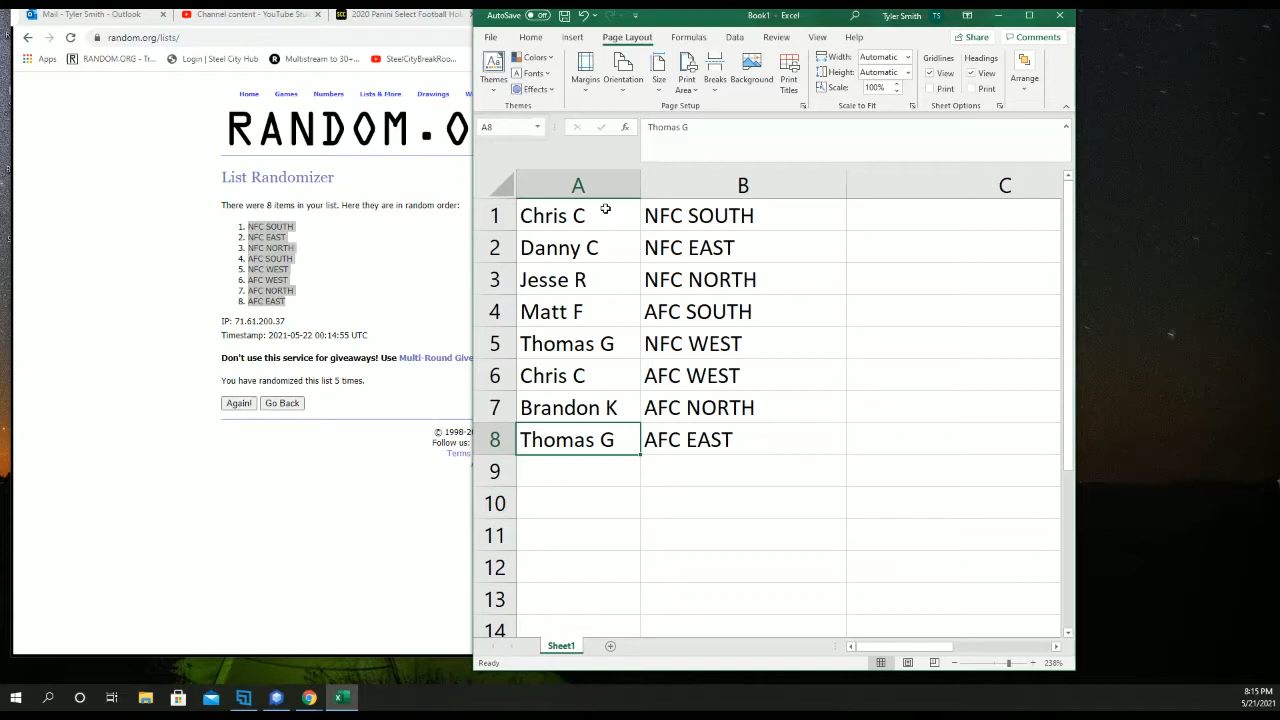 Mail - Tyler Smith - Outlook
Channel content - YouTube Stu
2020 Panini Select Football Ho
random.org/lists/
Apps
RANDOM.ORG - Tr...
Login | Steel City Hub
Multistream to 30+...
SteelCityBreakRoo...
Home
Games
Numbers
Lists & More
Drawings
RANDOM.O
List Randomizer
There were 8 items in your list. Here they are in random order:
1. NFC SOUTH
2. NFC EAST
3. NFC NORTH
4. AFC SOUTH
5. NFC WEST
6. AFC WEST
7. AFC NORTH
8. AFC EAST
IP: 71.61.200.37
Timestamp: 2021-05-22 00:14:55 UTC
Don't use this service for giveaways! Use Multi-Round Give
You have randomized this list 5 times.
Again!
Go Back
© 1998-2
Follow us:
Terms
AutoSave Off
Book1 - Excel
Tyler Smith
TS
File
Home
Insert
Page Layout
Formulas
Data
Review
View
Help
Share
Comments
Themes
Colors
Fonts
Effects
Margins
Orientation
Size
Print Area
Breaks
Background
Print Titles
Width: Automatic
Height: Automatic
Scale: 100%
Gridlines
View
Print
Headings
View
Print
Arrange
Themes
Page Setup
Scale to Fit
Sheet Options
A8
fx
Thomas G
A B C
1 Chris C NFC SOUTH
2 Danny C NFC EAST
3 Jesse R NFC NORTH
4 Matt F AFC SOUTH
5 Thomas G NFC WEST
6 Chris C AFC WEST
7 Brandon K AFC NORTH
8 Thomas G AFC EAST
9
10
11
12
13
14
Sheet1
Ready
238%
8:15 PM
5/21/2021